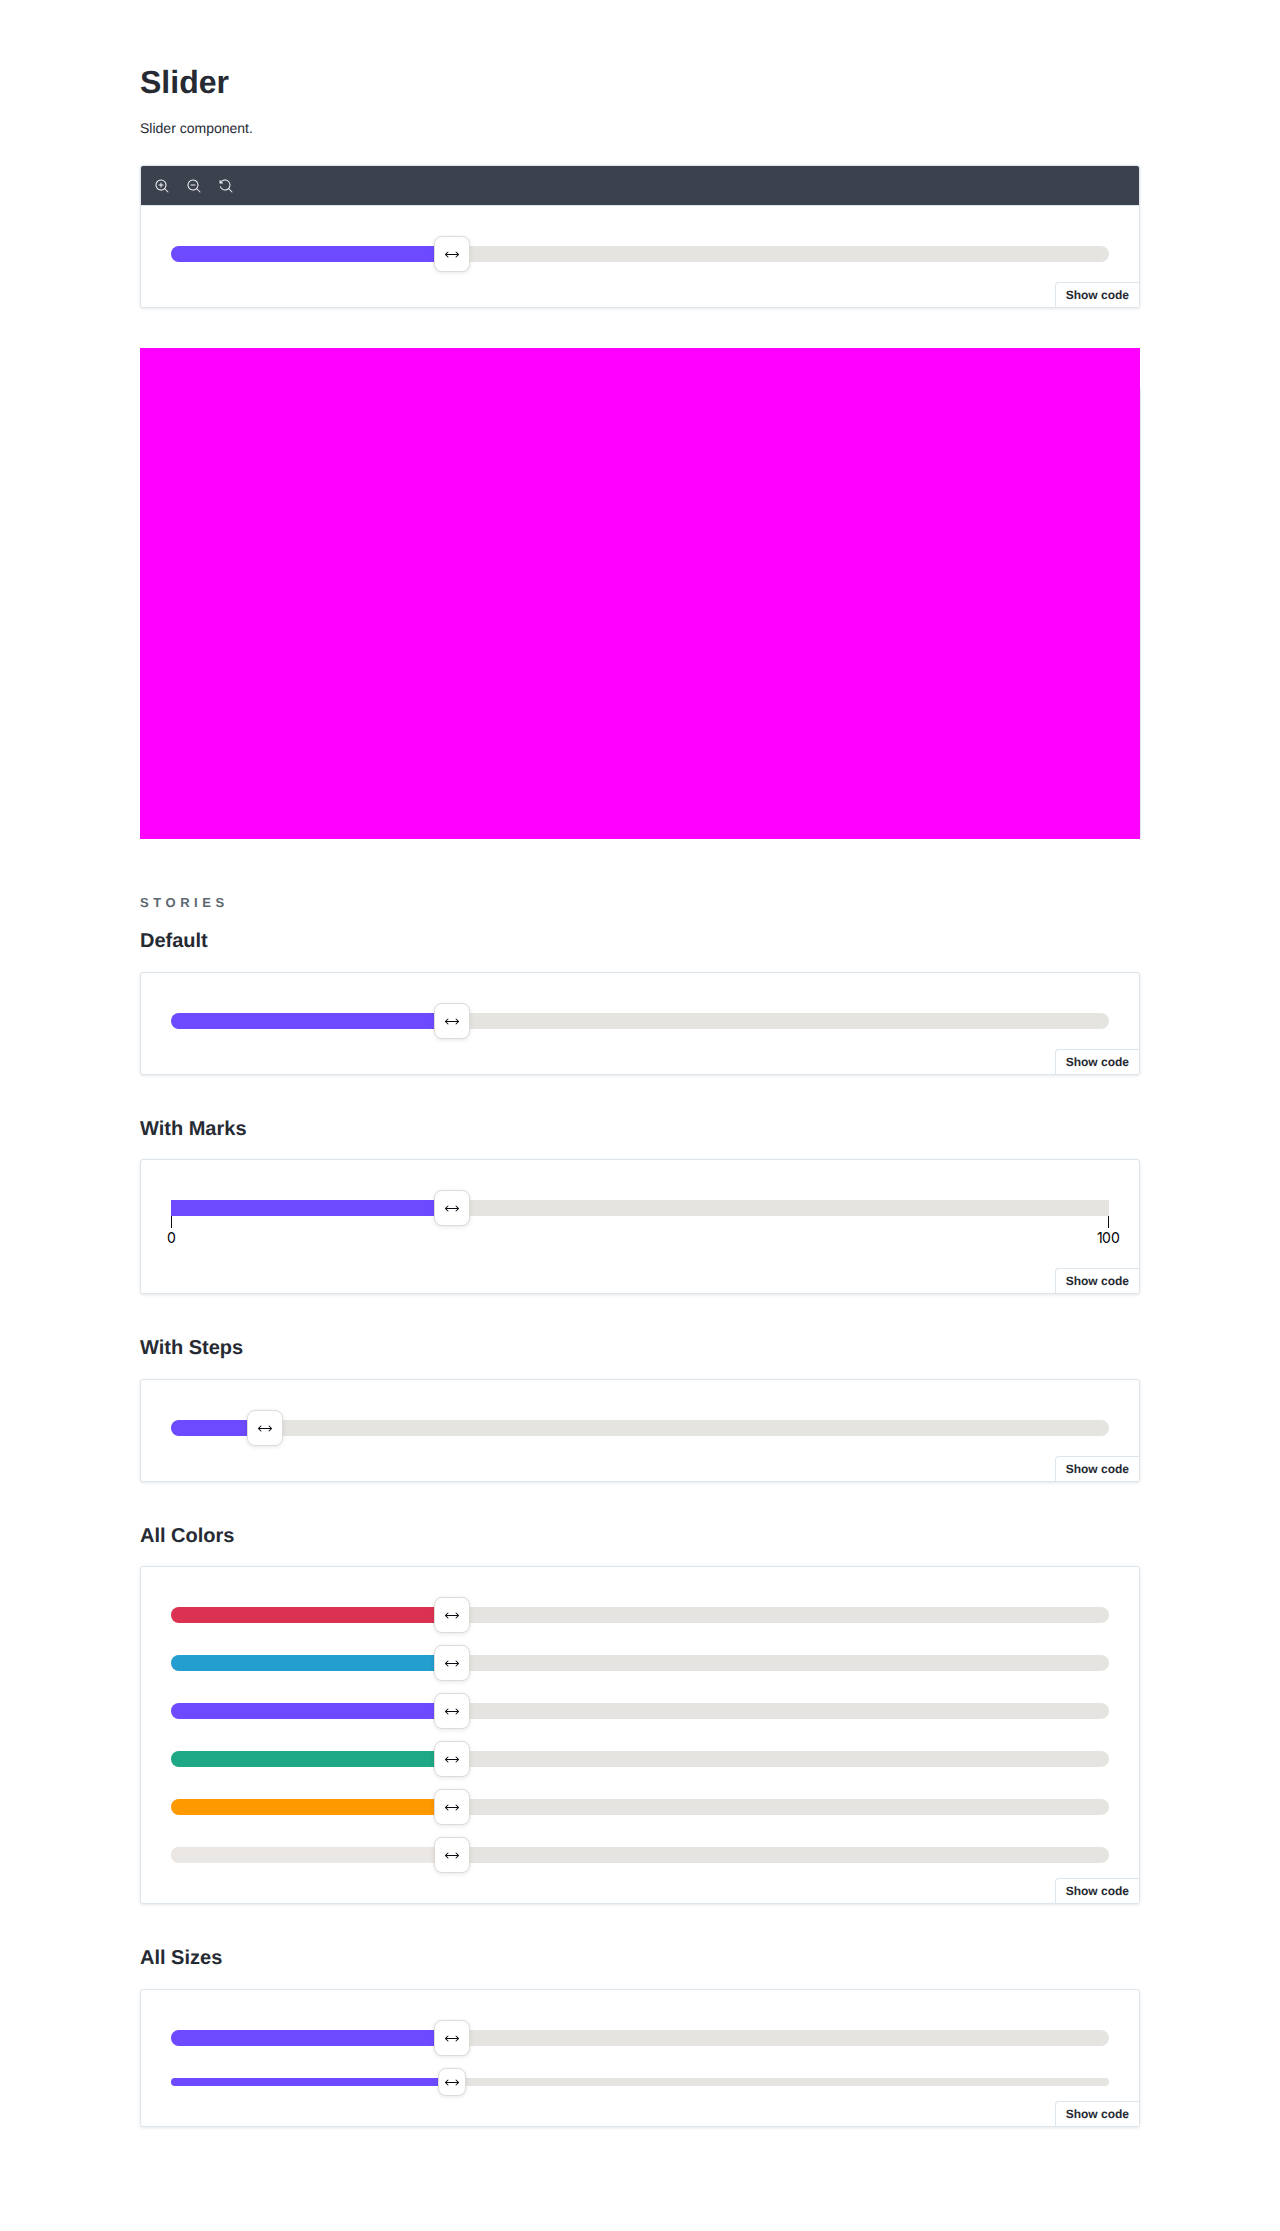 Slider
Slider component.
Show code
STORIES
Default
Show code
With Marks
0
100
Show code
With Steps
Show code
All Colors
Show code
All Sizes
Show code